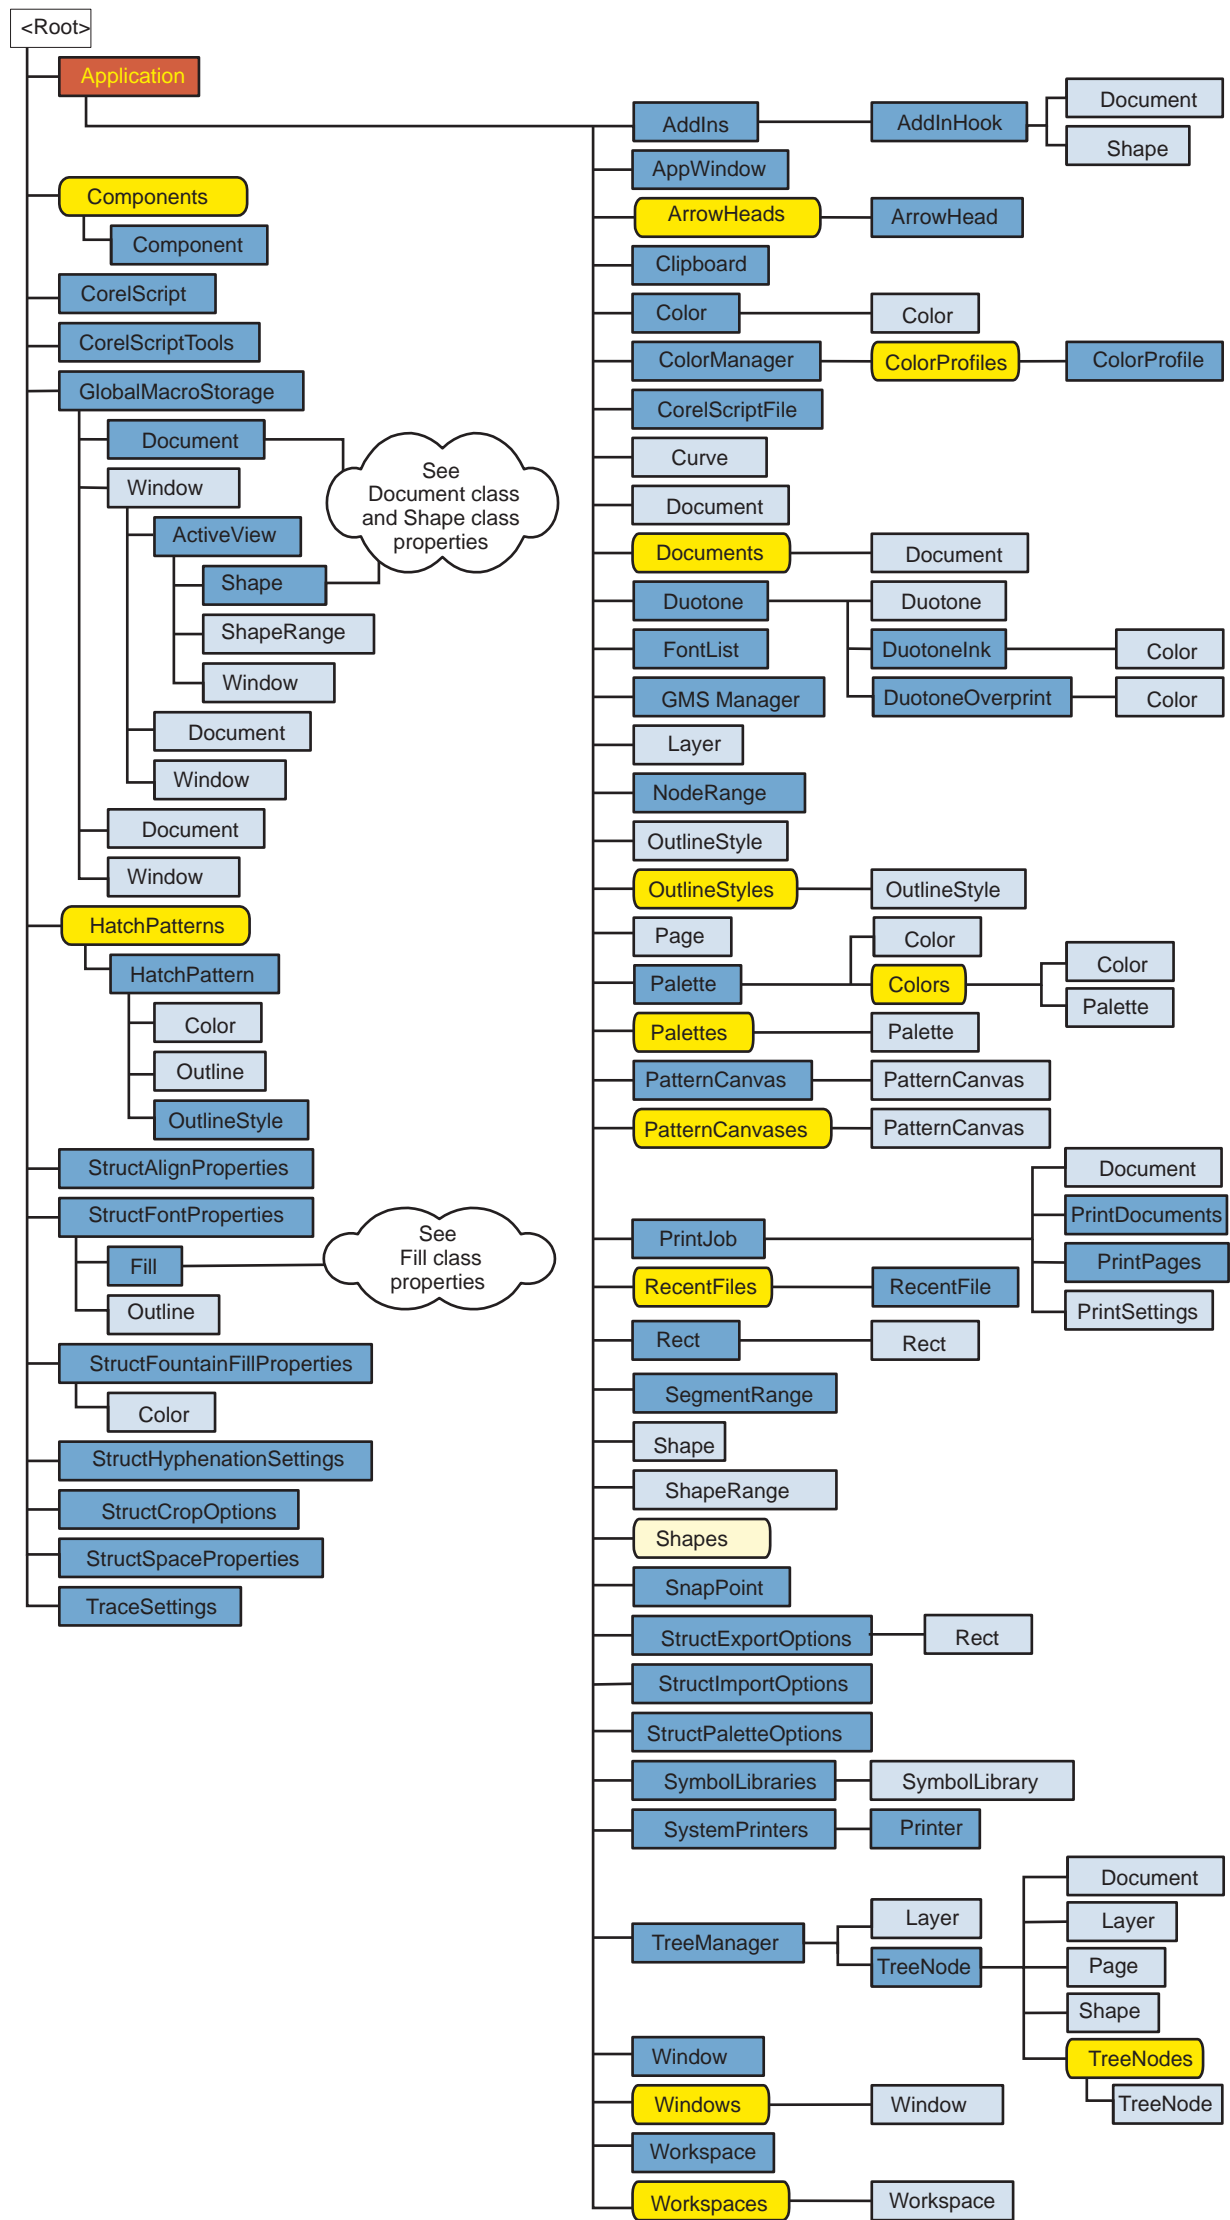 <Root>
Application
Components
Component
CorelScript
CorelScriptTools
GlobalMacroStorage
Document
See
Document class
and Shape class
properties
Window
ActiveView
Shape
ShapeRange
Window
Document
Window
Document
Window
HatchPatterns
HatchPattern
Color
Outline
OutlineStyle
StructAlignProperties
StructFontProperties
Fill
See
Fill class
properties
Outline
StructFountainFillProperties
Color
StructHyphenationSettings
StructCropOptions
StructSpaceProperties
TraceSettings
AddIns
AddInHook
Document
Shape
AppWindow
ArrowHeads
ArrowHead
Clipboard
Color
Color
ColorManager
ColorProfiles
ColorProfile
CorelScriptFile
Curve
Document
Documents
Document
Duotone
Duotone
FontList
DuotoneInk
Color
GMS Manager
DuotoneOverprint
Color
Layer
NodeRange
OutlineStyle
OutlineStyles
OutlineStyle
Page
Color
Palette
Colors
Color
Palette
Palettes
Palette
PatternCanvas
PatternCanvas
PatternCanvases
PatternCanvas
PrintJob
Document
PrintDocuments
PrintPages
PrintSettings
RecentFiles
RecentFile
Rect
Rect
SegmentRange
Shape
ShapeRange
Shapes
SnapPoint
StructExportOptions
Rect
StructImportOptions
StructPaletteOptions
SymbolLibraries
SymbolLibrary
SystemPrinters
Printer
TreeManager
Layer
TreeNode
Document
Layer
Page
Shape
TreeNodes
TreeNode
Window
Windows
Window
Workspace
Workspaces
Workspace